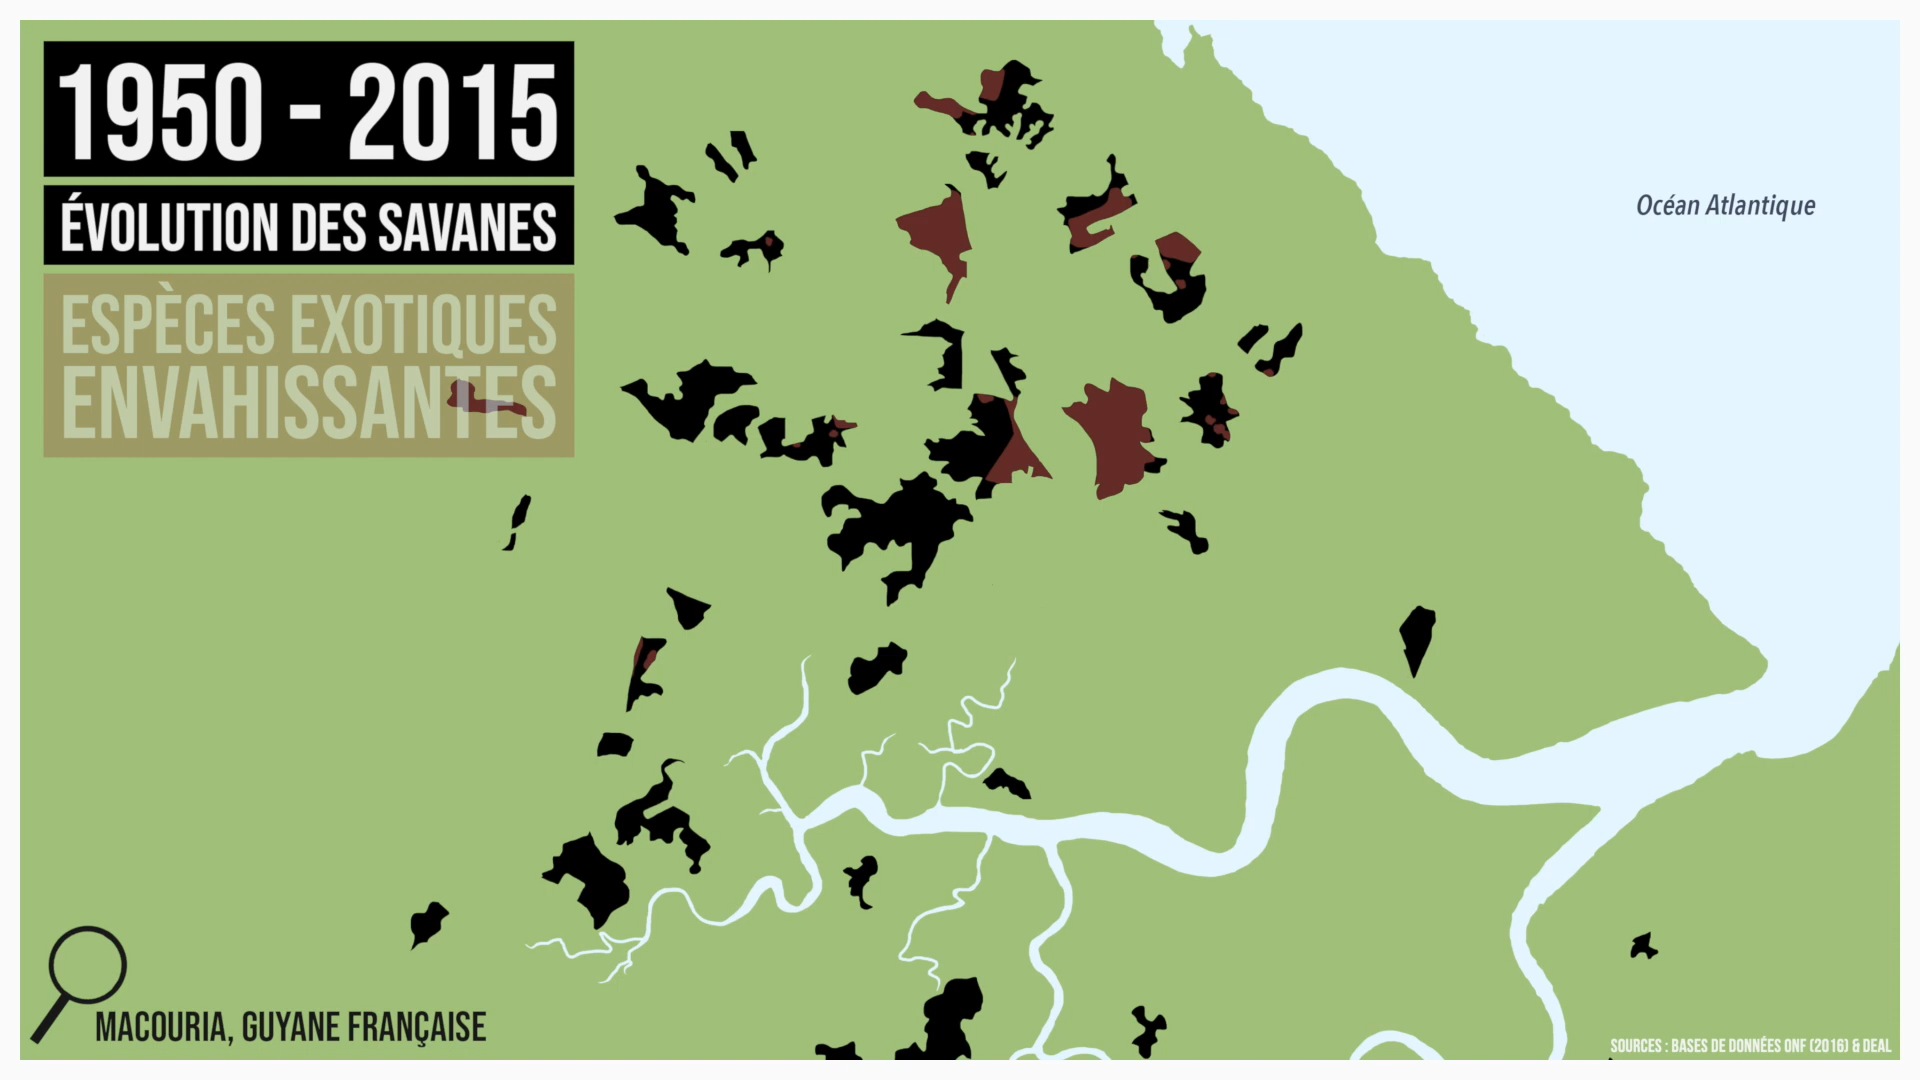 1950 - 2015
ÉVOLUTION DES SAVANES
ESPÈCES EXOTIQUES
ENVAHISSANTES
Océan Atlantique
MACOURIA, GUYANE FRANÇAISE
SOURCES : BASES DE DONNÉES ONF (2016) & DEAL